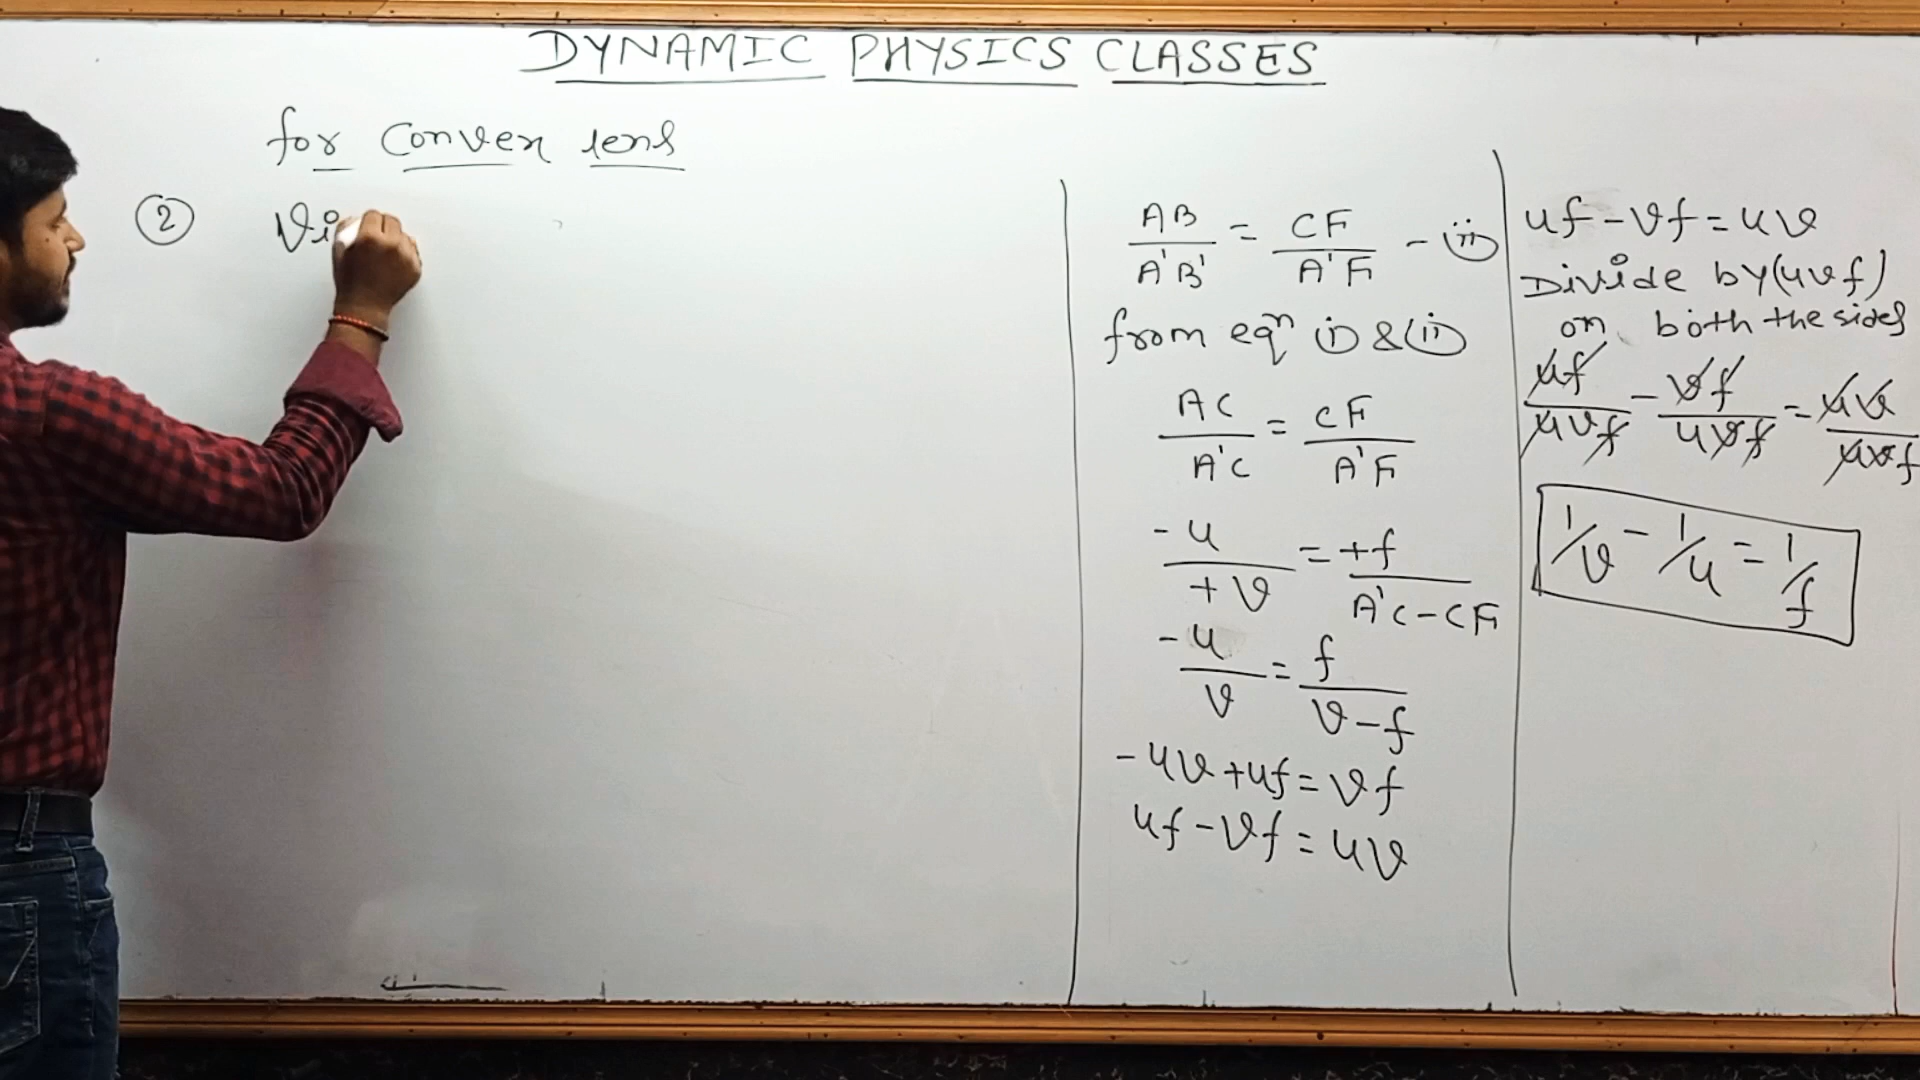 DYNAMIC PHYSICS CLASSES
for Convex lens
② Vi
AB/A'B' = CF/A'F - (ii)
from eqⁿ (i) & (ii)
AC/A'C = CF/A'F
-u/+v = +f/A'C-CF
-u/v = f/v-f
-uv+uf=vf
uf-vf=uv
uf-vf=uv
Divide by (uvf)
on both the sides
uf/uvf - vf/uvf = uv/uvf
1/v - 1/u = 1/f